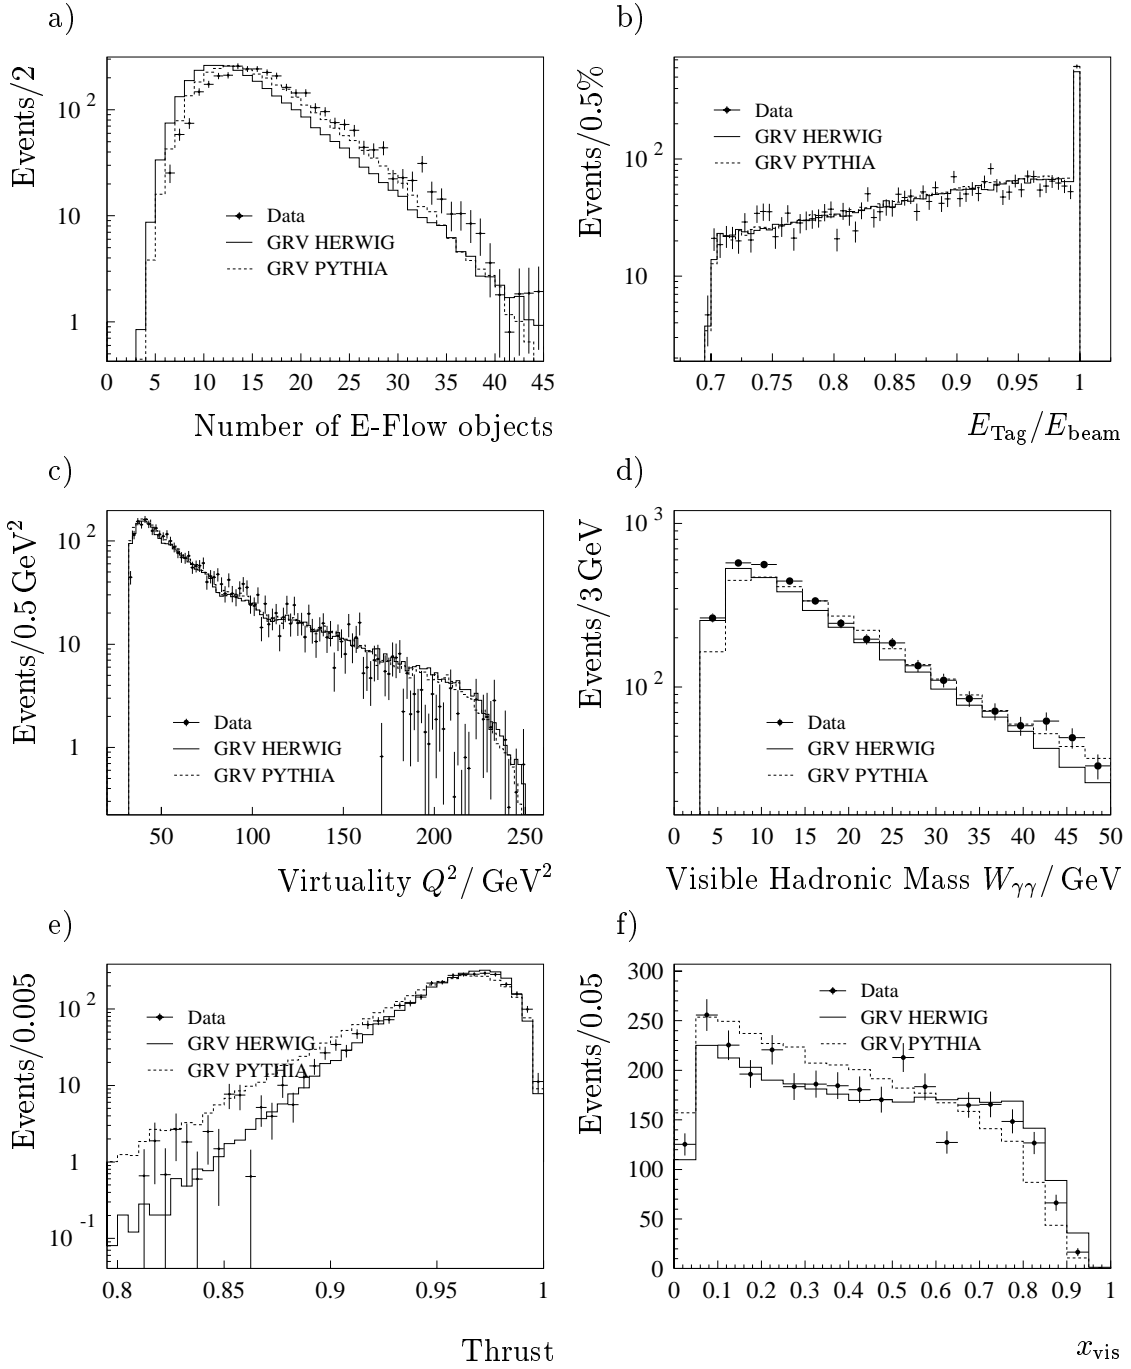 a)
Events/2
10 2
10
1
Data
GRV HERWIG
GRV PYTHIA
0 5 10 15 20 25 30 35 40 45
Number of E-Flow objects
b)
Events/0.5%
10 2
10
Data
GRV HERWIG
GRV PYTHIA
0.7 0.75 0.8 0.85 0.9 0.95 1
E_Tag/E_beam
c)
Events/0.5 GeV²
10 2
10
1
Data
GRV HERWIG
GRV PYTHIA
50 100 150 200 250
Virtuality Q²/ GeV²
d)
Events/3 GeV
10 3
10 2
Data
GRV HERWIG
GRV PYTHIA
0 5 10 15 20 25 30 35 40 45 50
Visible Hadronic Mass W_γγ/ GeV
e)
Events/0.005
10 2
10
1
10 -1
Data
GRV HERWIG
GRV PYTHIA
0.8 0.85 0.9 0.95 1
Thrust
f)
Events/0.05
300
250
200
150
100
50
0
Data
GRV HERWIG
GRV PYTHIA
0 0.1 0.2 0.3 0.4 0.5 0.6 0.7 0.8 0.9 1
x_vis